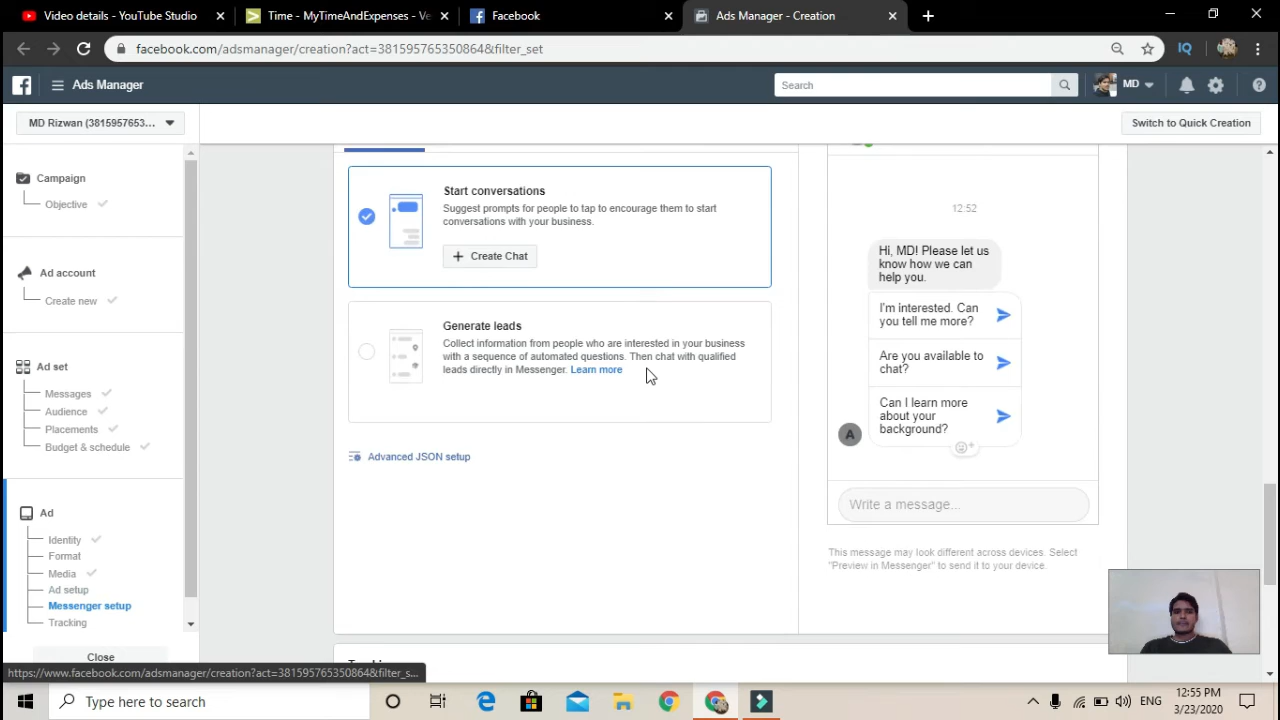 video details - YouTube Studio
Time - MyTimeAndExpenses - Ve
Facebook
Ads Manager - Creation
facebook.com/adsmanager/creation?act=3815957653508​64&filter_set
Ads Manager
Search
MD
MD Rizwan (3815957653...
Switch to Quick Creation
Campaign
Objective
Ad account
Create new
Ad set
Messages
Audience
Placements
Budget & schedule
Ad
Identity
Format
Media
Ad setup
Messenger setup
Tracking
Close
Start conversations
Suggest prompts for people to tap to encourage them to start
conversations with your business.
+ Create Chat
Generate leads
Collect information from people who are interested in your business
with a sequence of automated questions. Then chat with qualified
leads directly in Messenger. Learn more
Advanced JSON setup
12:52
Hi, MD! Please let us
know how we can
help you.
I'm interested. Can
you tell me more?
Are you available to
chat?
Can I learn more
about your
background?
A
Write a message...
This message may look different across devices. Select
"Preview in Messenger" to send it to your device.
https://www.facebook.com/adsmanager/creation?act=381595765350864&filter_s...
Type here to search
ENG
12:55 PM
3/23/2020